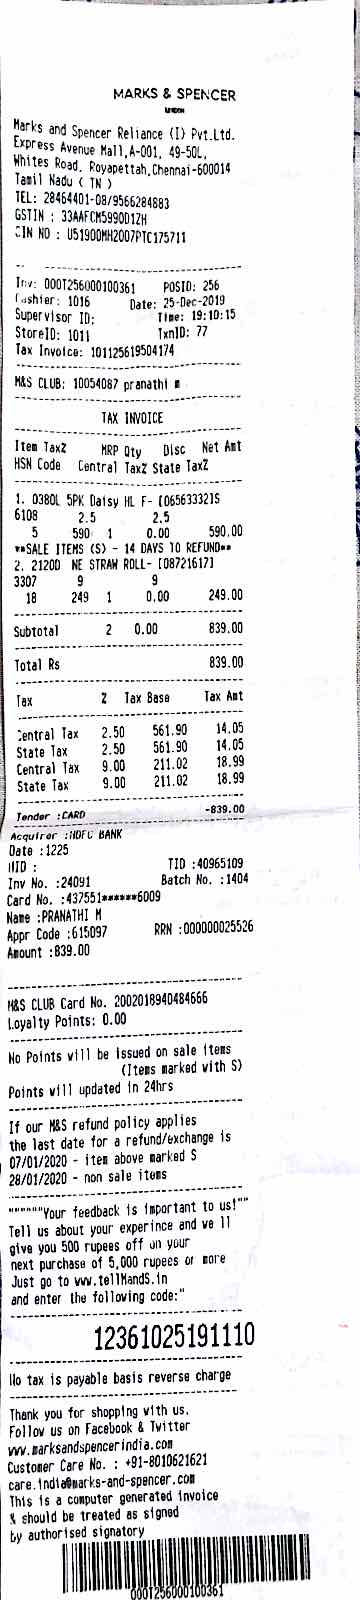 MARKS & SPENCER
LONDON
Marks and Spencer Reliance (I) Pvt.Ltd.
Express Avenue Mall,A-001, 49-50L,
Whites Road, Royapettah,Chennai-600014
Tamil Nadu ( TN )
TEL: 28464401-08/9566284883
GSTIN : 33AAFCM5990D1ZH
CIN NO : U51900MH2007PTC175711
Inv: 000T256000100361 POSID: 256
Cashier: 1016 Date: 25-Dec-2019
Supervisor ID: Time: 19:10:15
StoreID: 1011 TxnID: 77
Tax Invoice: 101125619504174
M&S CLUB: 10054087 pranathi m
TAX INVOICE
Item Tax% MRP Qty Disc Net Amt
HSN Code Central Tax% State Tax%
1. 0380L 5PK Daisy HL F- [06563332]S
6108 2.5 2.5
5 590 1 0.00 590.00
**SALE ITEMS (S) - 14 DAYS TO REFUND**
2. 2120D NE STRAW ROLL- [08721617]
3307 9 9
18 249 1 0.00 249.00
Subtotal 2 0.00 839.00
Total Rs 839.00
Tax % Tax Base Tax Amt
Central Tax 2.50 561.90 14.05
State Tax 2.50 561.90 14.05
Central Tax 9.00 211.02 18.99
State Tax 9.00 211.02 18.99
Tender :CARD -839.00
Acquirer :HDFC BANK
Date :1225
MID : TID :40965109
Inv No. :24091 Batch No. :1404
Card No. :437551******6009
Name :PRANATHI M
Appr Code :615097 RRN :000000025526
Amount :839.00
M&S CLUB Card No. 2002018940484666
Loyalty Points: 0.00
No Points will be issued on sale items
(Items marked with S)
Points will updated in 24hrs
If our M&S refund policy applies
the last date for a refund/exchange is
07/01/2020 - item above marked S
28/01/2020 - non sale items
""""""Your feedback is important to us!""
Tell us about your experince and we ll
give you 500 rupees off on your
next purchase of 5,000 rupees or more
Just go to www.tellMandS.in
and enter the following code:"
12361025191110
No tax is payable basis reverse charge
Thank you for shopping with us.
Follow us on Facebook & Twitter
www.marksandspencerindia.com
Customer Care No. : +91-8010621621
care.india@marks-and-spencer.com
This is a computer generated invoice
& should be treated as signed
by authorised signatory
000T256000100361